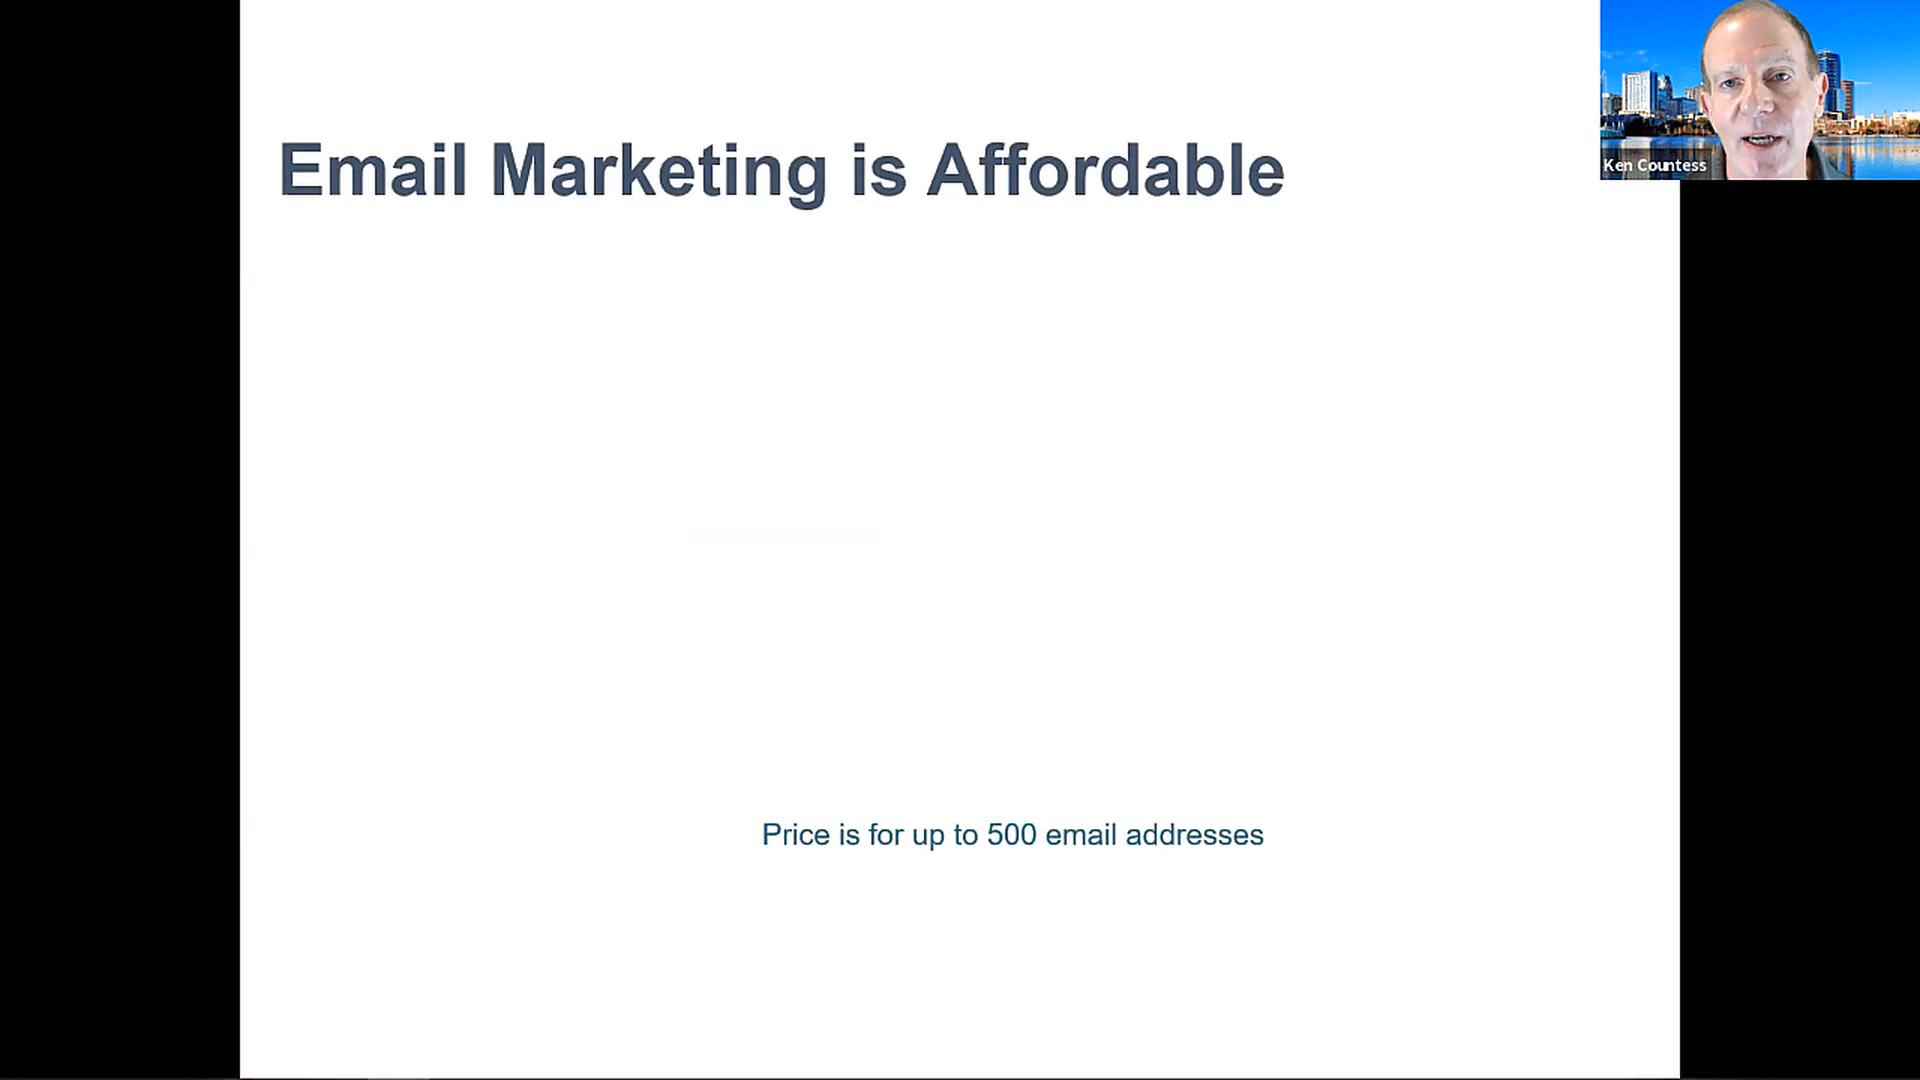 Email Marketing is Affordable
Ken Countess
Price is for up to 500 email addresses